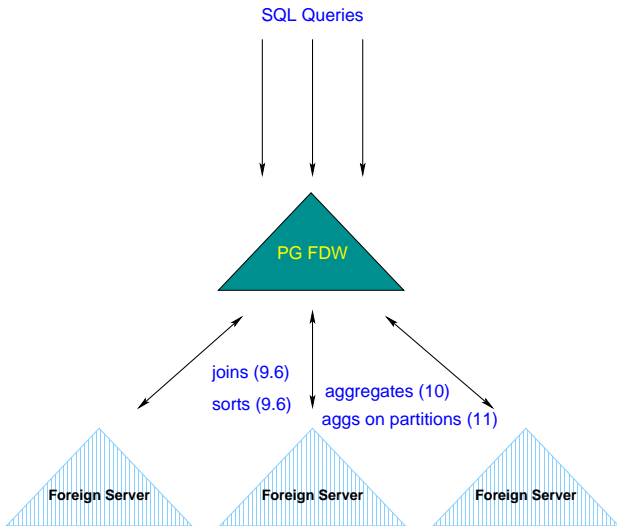 SQL Queries
PG FDW
joins (9.6)
sorts (9.6)
aggregates (10)
aggs on partitions (11)
Foreign Server
Foreign Server
Foreign Server